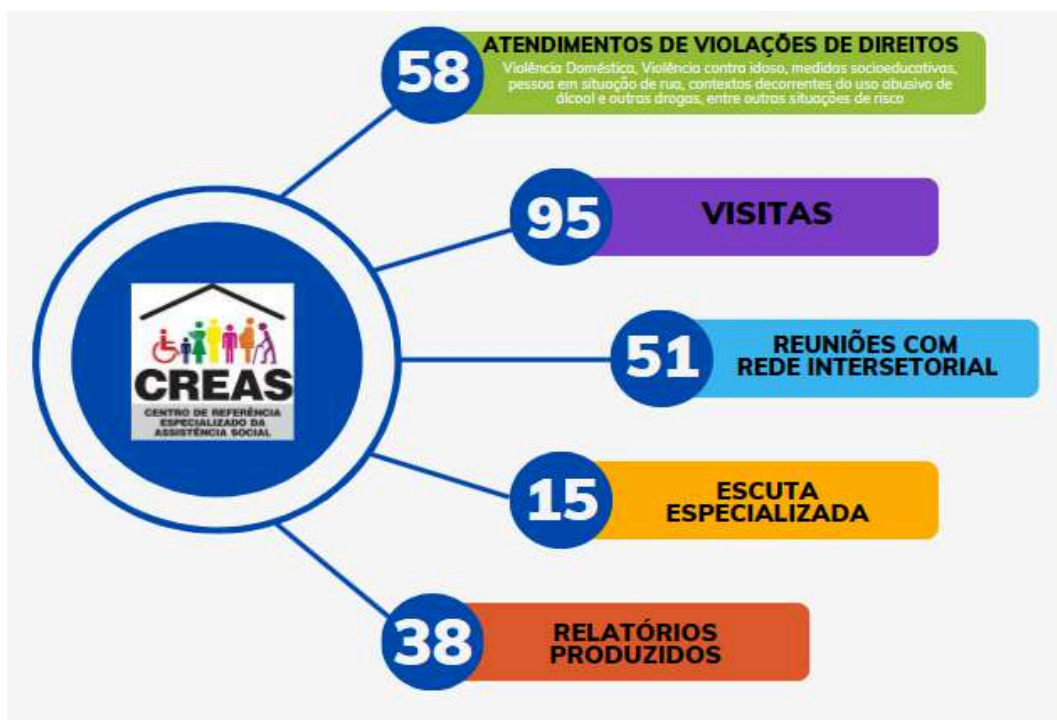 58
ATENDIMENTOS DE VIOLAÇÕES DE DIREITOS
Violência Doméstica, Violência contra idoso, medidas socioeducativas,
pessoa em situação de rua, contextos decorrentes do uso abusivo de
álcool e outras drogas, entre outras situações de risco
95
VISITAS
51
REUNIÕES COM
REDE INTERSETORIAL
CREAS
CENTRO DE REFERÊNCIA
ESPECIALIZADO DA
ASSISTÊNCIA SOCIAL
15
ESCUTA
ESPECIALIZADA
38
RELATÓRIOS
PRODUZIDOS